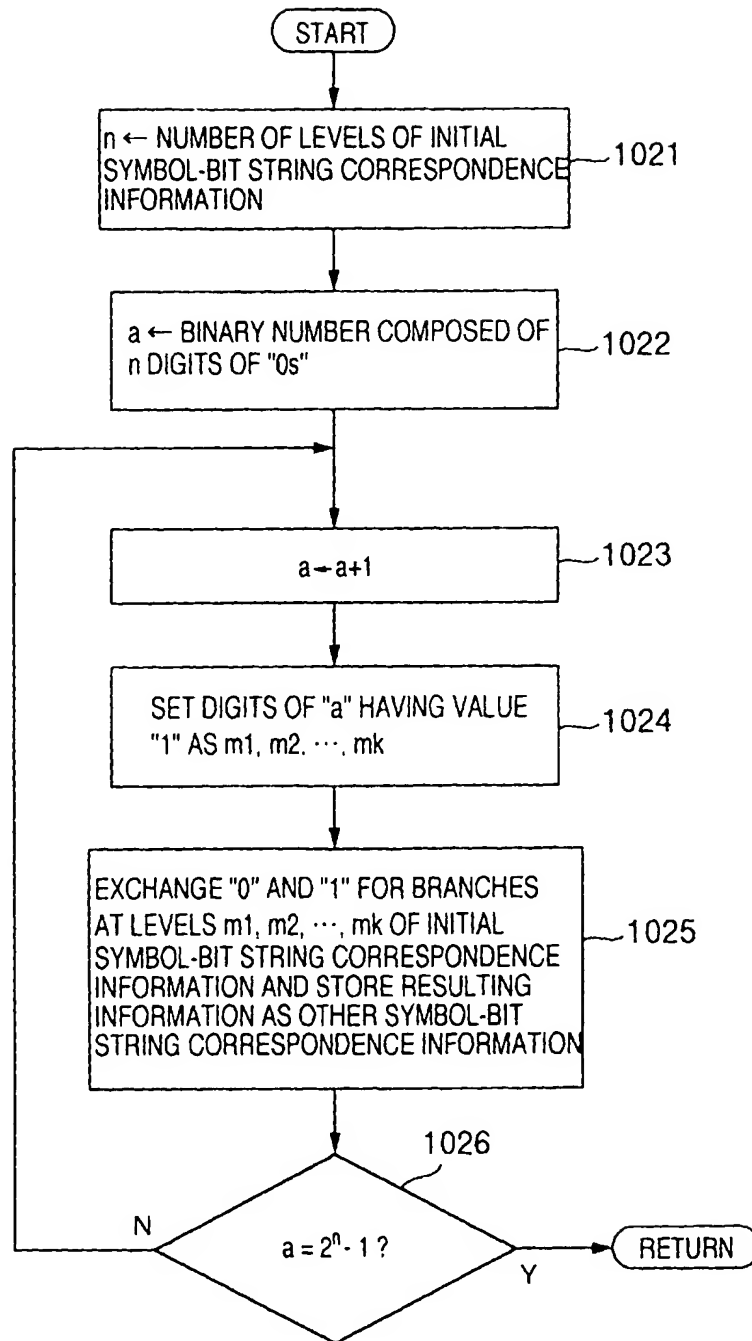 START
n ← NUMBER OF LEVELS OF INITIAL
SYMBOL-BIT STRING CORRESPONDENCE
INFORMATION
1021
a ← BINARY NUMBER COMPOSED OF
n DIGITS OF "0s"
1022
a←a+1
1023
SET DIGITS OF "a" HAVING VALUE
"1" AS m1, m2, ···, mk
1024
EXCHANGE "0" AND "1" FOR BRANCHES
AT LEVELS m1, m2, ···, mk OF INITIAL
SYMBOL-BIT STRING CORRESPONDENCE
INFORMATION AND STORE RESULTING
INFORMATION AS OTHER SYMBOL-BIT
STRING CORRESPONDENCE INFORMATION
1025
1026
N
a = 2ⁿ - 1 ?
Y
RETURN